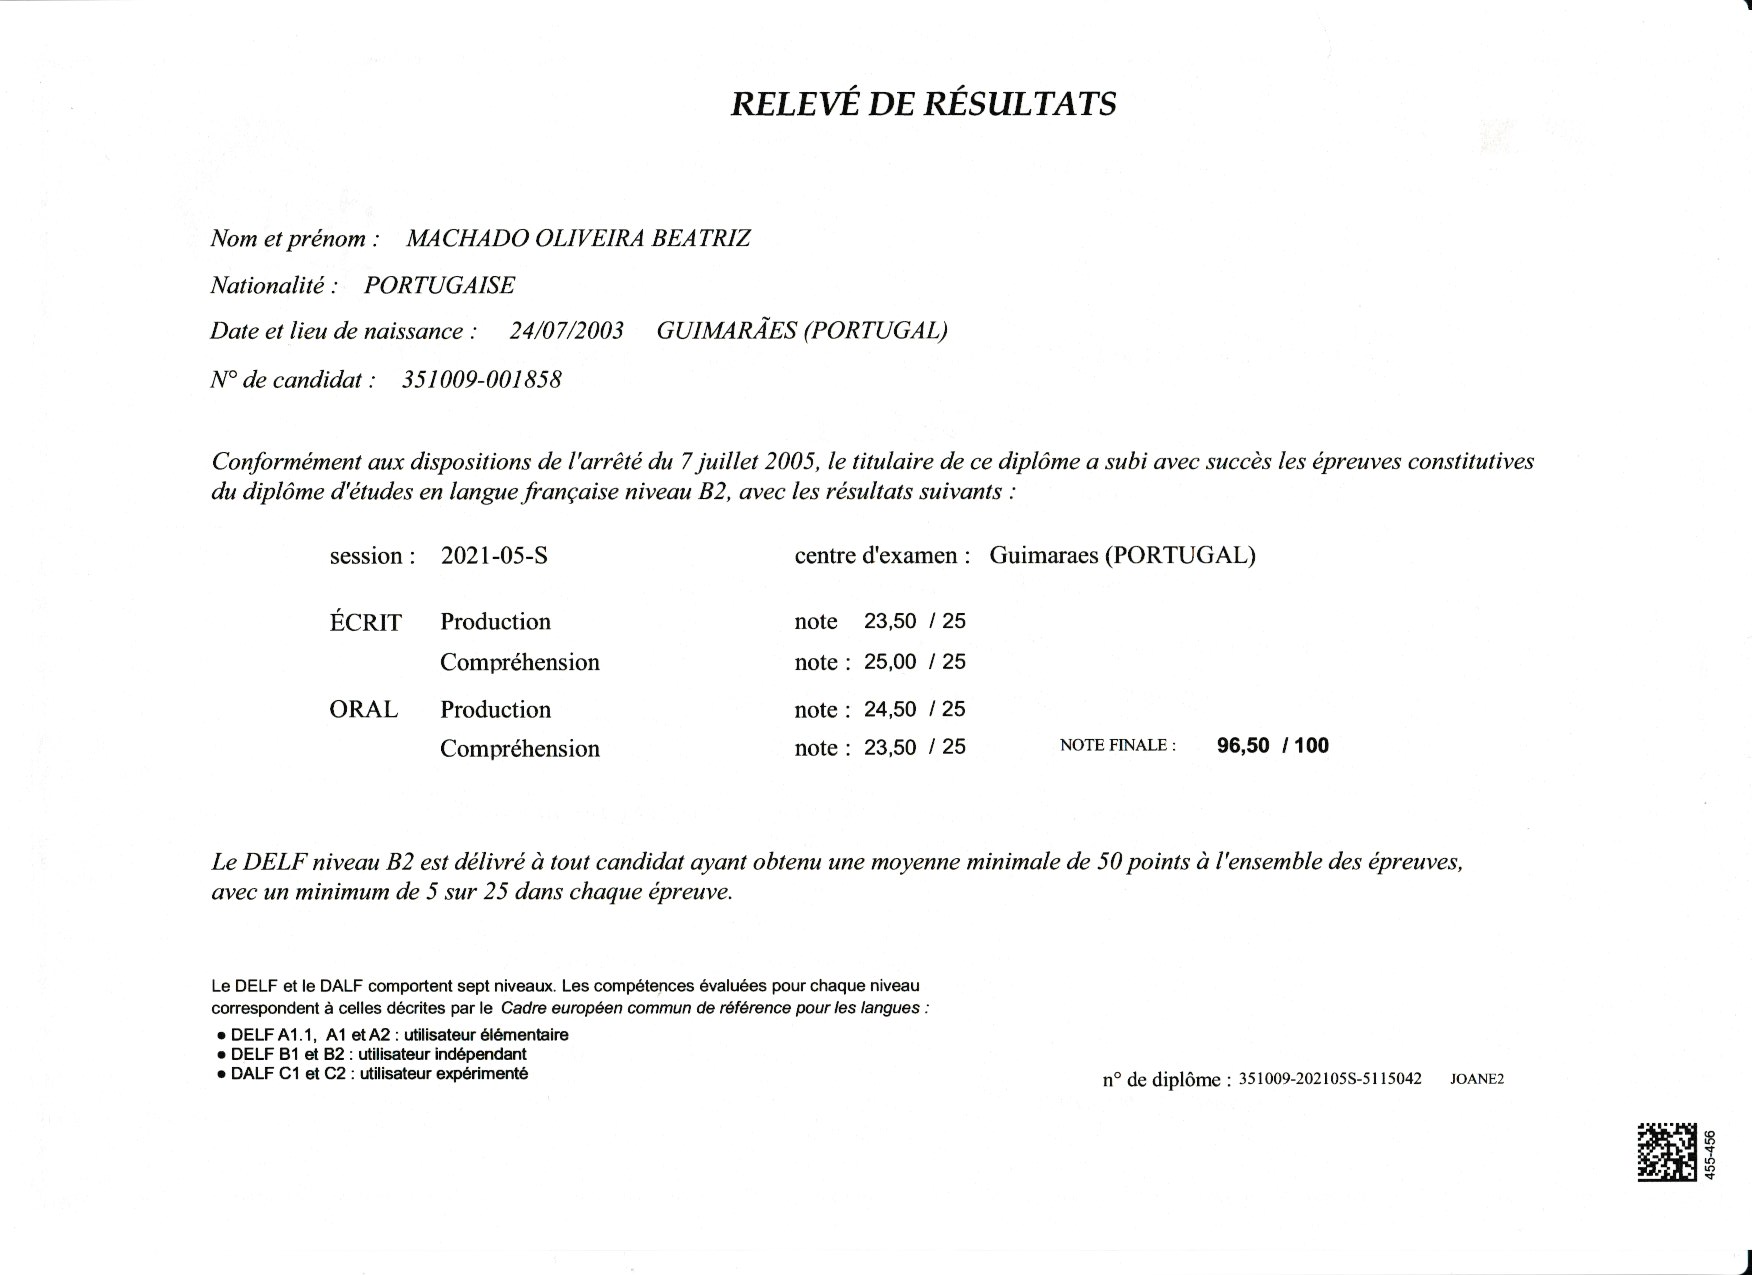 RELEVÉ DE RÉSULTATS
Nom et prénom : MACHADO OLIVEIRA BEATRIZ
Nationalité : PORTUGAISE
Date et lieu de naissance : 24/07/2003 GUIMARÃES (PORTUGAL)
N° de candidat : 351009-001858
Conformément aux dispositions de l'arrêté du 7 juillet 2005, le titulaire de ce diplôme a subi avec succès les épreuves constitutives
du diplôme d'études en langue française niveau B2, avec les résultats suivants :
session : 2021-05-S centre d'examen : Guimaraes (PORTUGAL)
ÉCRIT Production note 23,50 / 25
Compréhension note : 25,00 / 25
ORAL Production note : 24,50 / 25
Compréhension note : 23,50 / 25 NOTE FINALE : 96,50 / 100
Le DELF niveau B2 est délivré à tout candidat ayant obtenu une moyenne minimale de 50 points à l'ensemble des épreuves,
avec un minimum de 5 sur 25 dans chaque épreuve.
Le DELF et le DALF comportent sept niveaux. Les compétences évaluées pour chaque niveau
correspondent à celles décrites par le Cadre européen commun de référence pour les langues :
• DELF A1.1, A1 et A2 : utilisateur élémentaire
• DELF B1 et B2 : utilisateur indépendant
• DALF C1 et C2 : utilisateur expérimenté
n° de diplôme : 351009-202105S-5115042 JOANE2
455-456